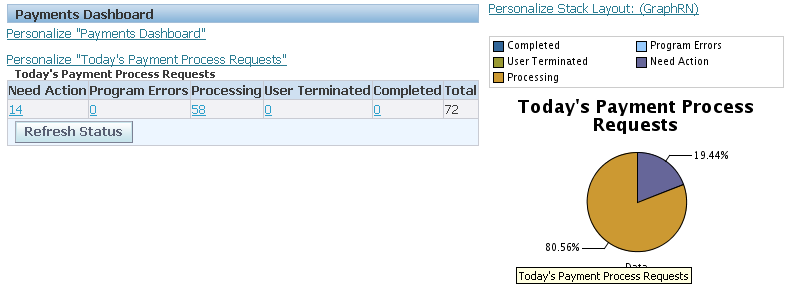 Payments Dashboard
Personalize "Payments Dashboard"
Personalize "Today's Payment Process Requests"
Today's Payment Process Requests
Need Action Program Errors Processing User Terminated Completed Total
14 0 58 0 0 72
Refresh Status
Personalize Stack Layout: (GraphRN)
Completed Program Errors
User Terminated Need Action
Processing
Today's Payment Process
Requests
19.44%
80.56%
Data
Today's Payment Process Requests